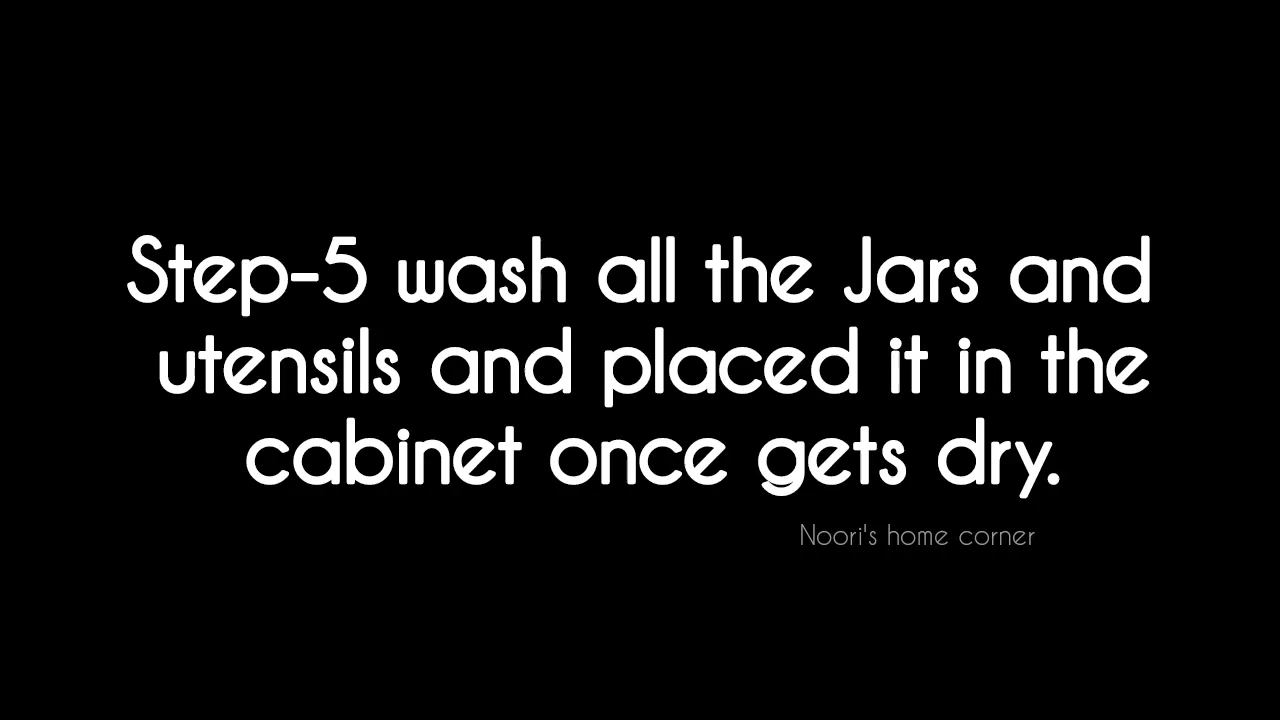 Step-5 wash all the Jars and
utensils and placed it in the
cabinet once gets dry.
Noori's home corner